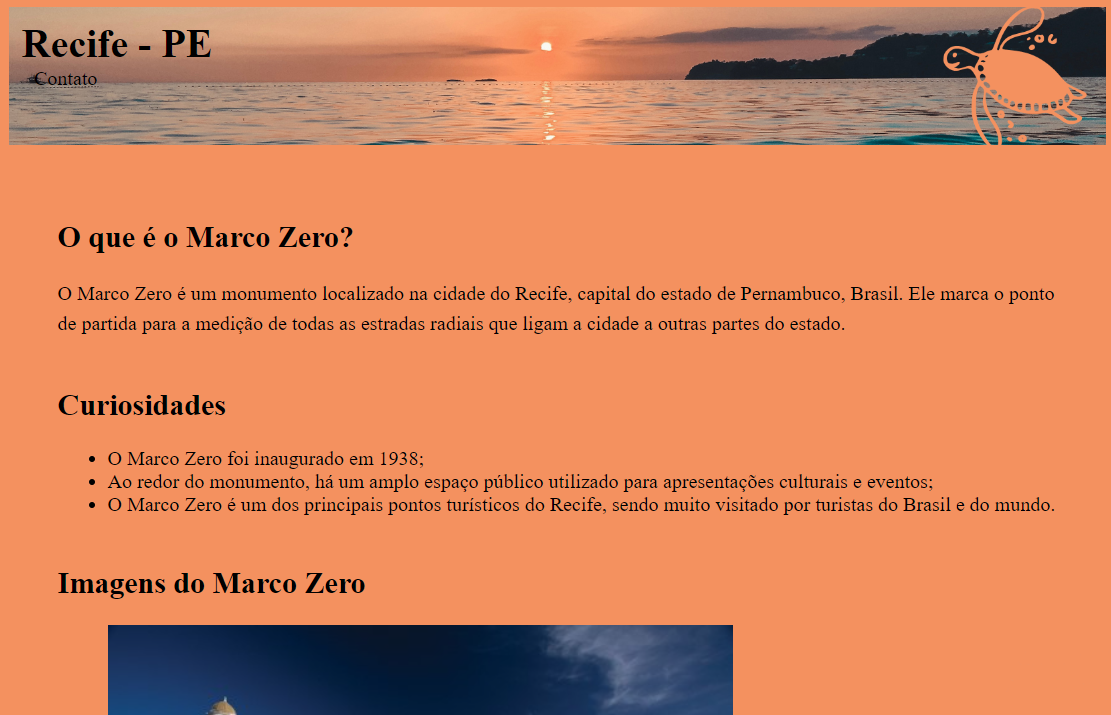 Recife - PE
Contato
O que é o Marco Zero?
O Marco Zero é um monumento localizado na cidade do Recife, capital do estado de Pernambuco, Brasil. Ele marca o ponto
de partida para a medição de todas as estradas radiais que ligam a cidade a outras partes do estado.
Curiosidades
• O Marco Zero foi inaugurado em 1938;
• Ao redor do monumento, há um amplo espaço público utilizado para apresentações culturais e eventos;
• O Marco Zero é um dos principais pontos turísticos do Recife, sendo muito visitado por turistas do Brasil e do mundo.
Imagens do Marco Zero